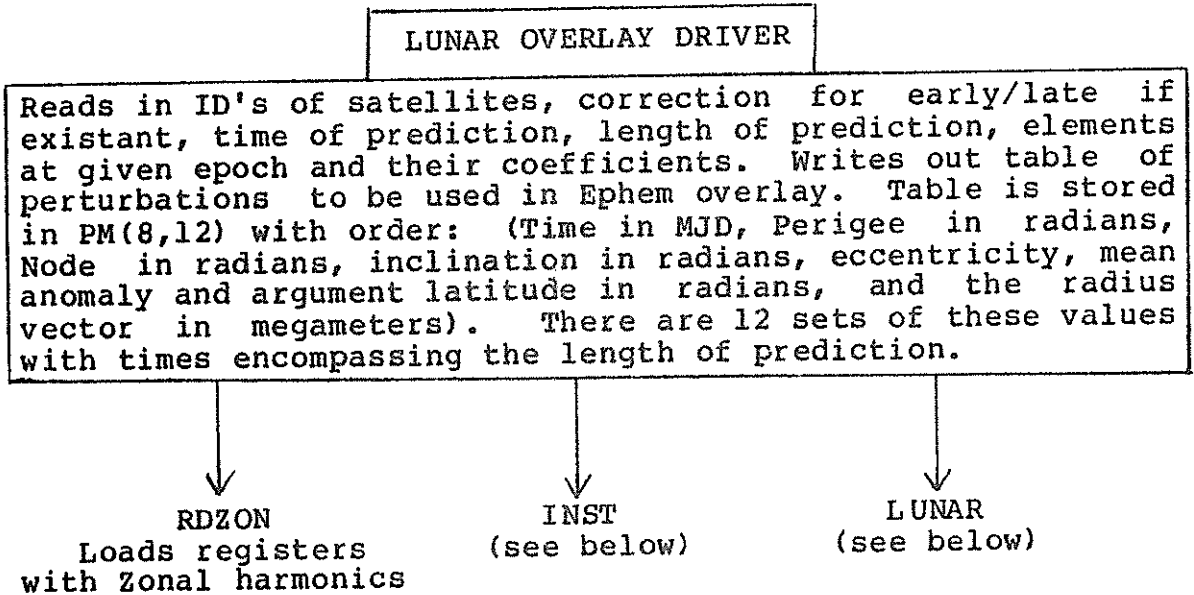 LUNAR OVERLAY DRIVER
Reads in ID's of satellites, correction for early/late if
existant, time of prediction, length of prediction, elements
at given epoch and their coefficients. Writes out table of
perturbations to be used in Ephem overlay. Table is stored
in PM(8,12) with order: (Time in MJD, Perigee in radians,
Node in radians, inclination in radians, eccentricity, mean
anomaly and argument latitude in radians, and the radius
vector in megameters). There are 12 sets of these values
with times encompassing the length of prediction.
RDZON
Loads registers
with Zonal harmonics
INST
(see below)
LUNAR
(see below)